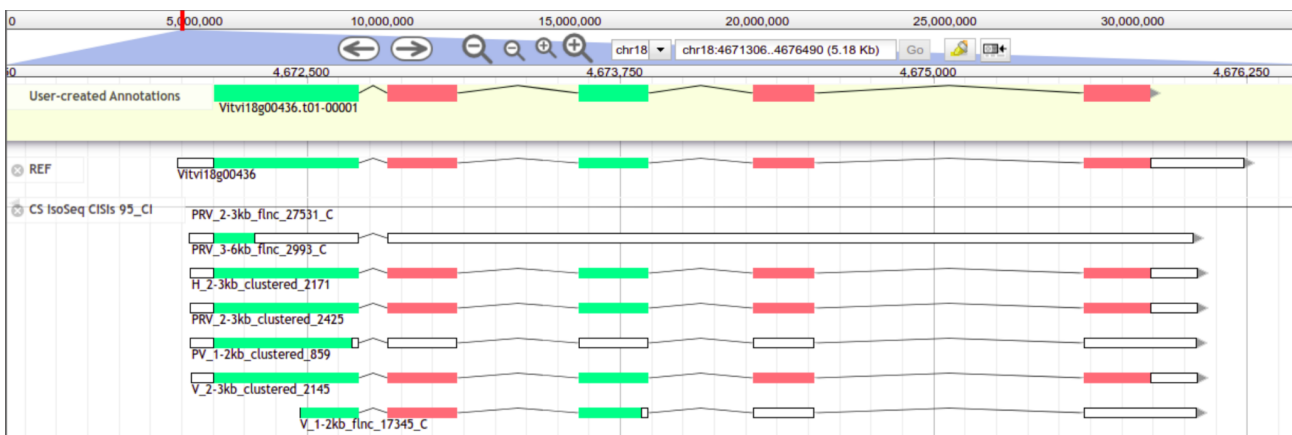 0 5,000,000 10,000,000 15,000,000 20,000,000 25,000,000 30,000,000
chr18 chr18:4671306..4676490 (5.18 Kb) Go
4,672,500 4,673,750 4,675,000 4,676,250
User-created Annotations
Vitvi18g00436.t01-00001
REF
Vitvi18g00436
CS IsoSeq CISIs 95_CI
PRV_2-3kb_flnc_27531_C
PRV_3-6kb_flnc_2993_C
H_2-3kb_clustered_2171
PRV_2-3kb_clustered_2425
PV_1-2kb_clustered_859
V_2-3kb_clustered_2145
V_1-2kb_flnc_17345_C